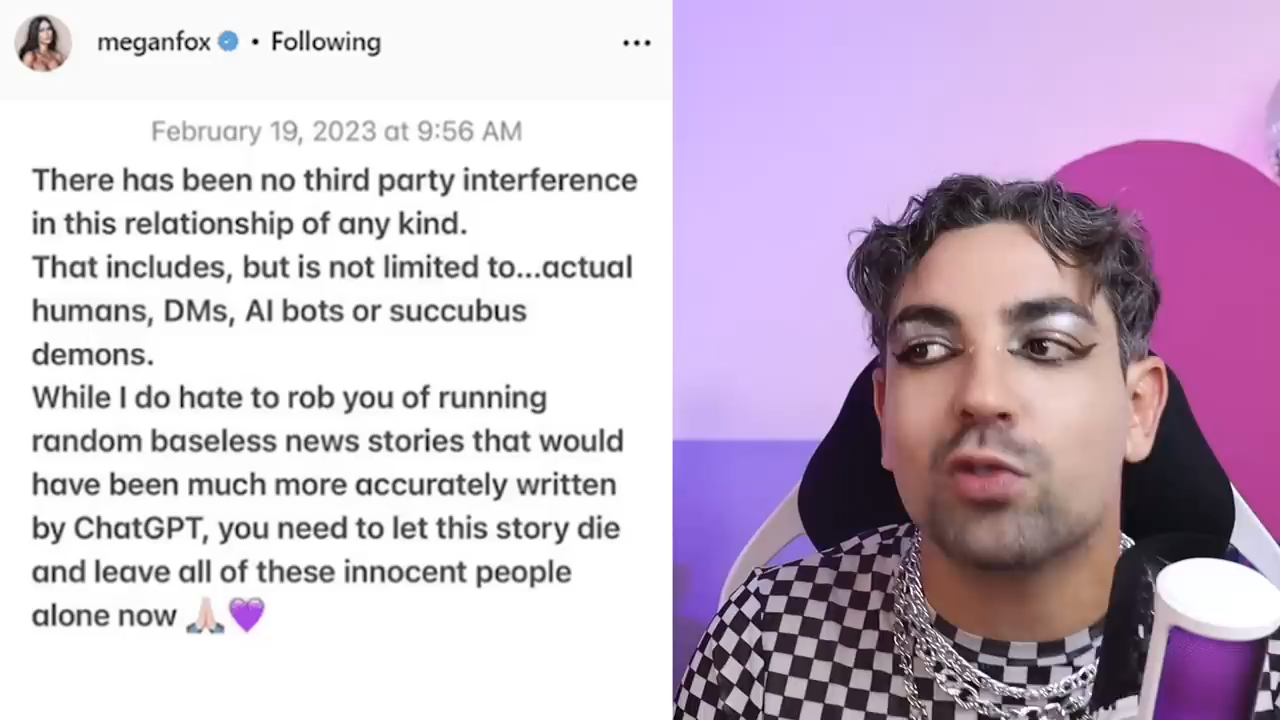 meganfox • Following
February 19, 2023 at 9:56 AM
There has been no third party interference
in this relationship of any kind.
That includes, but is not limited to...actual
humans, DMs, AI bots or succubus
demons.
While I do hate to rob you of running
random baseless news stories that would
have been much more accurately written
by ChatGPT, you need to let this story die
and leave all of these innocent people
alone now 🙏🏻💜